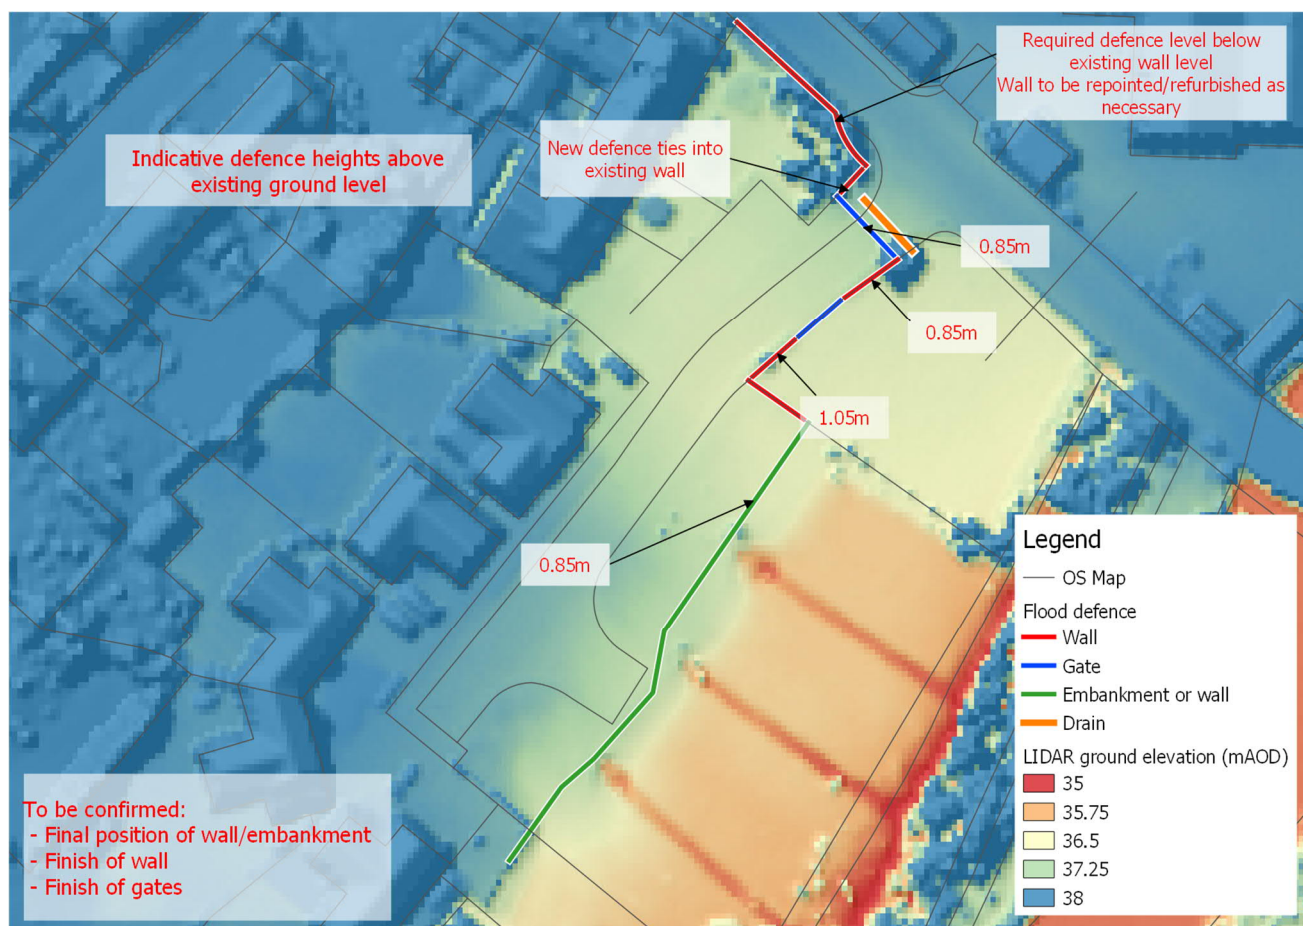 Required defence level below
existing wall level
Wall to be repointed/refurbished as
necessary
Indicative defence heights above
existing ground level
New defence ties into
existing wall
0.85m
0.85m
1.05m
0.85m
To be confirmed:
- Final position of wall/embankment
- Finish of wall
- Finish of gates
Legend
OS Map
Flood defence
Wall
Gate
Embankment or wall
Drain
LIDAR ground elevation (mAOD)
35
35.75
36.5
37.25
38